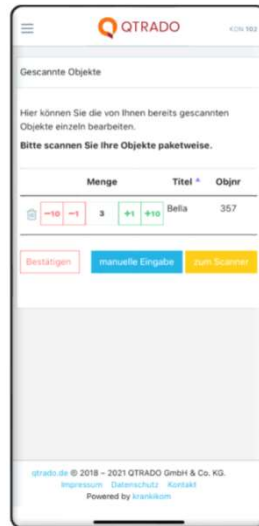 QTRADO
KDN 102
Gescannte Objekte
Hier können Sie die von Ihnen bereits gescannten
Objekte einzeln bearbeiten.
Bitte scannen Sie Ihre Objekte paketweise.
Menge Titel Objnr
-10 -1 3 +1 +10 Bella 357
Bestätigen manuelle Eingabe zum Scanner
qtrado.de © 2018 – 2021 QTRADO GmbH & Co. KG.
Impressum Datenschutz Kontakt
Powered by krankikom